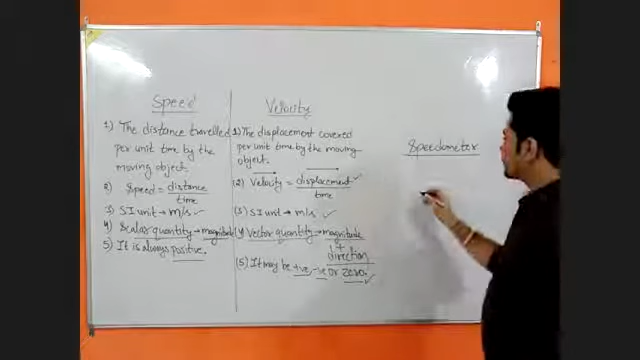 Speed
1) The distance travelled
per unit time by the
moving object.
2) Speed = distance
time
3) SI unit → m/s ✓
4) Scalar quantity → magnitude
5) It is always positive.
Velocity
1) The displacement covered
per unit time by the moving
object.
(2) Velocity = displacement ✓
time
(3) SI unit → m/s ✓
(4) Vector quantity → magnitude
+
direction
(5) It may be +ve, -ve or zero. ✓
Speedometer